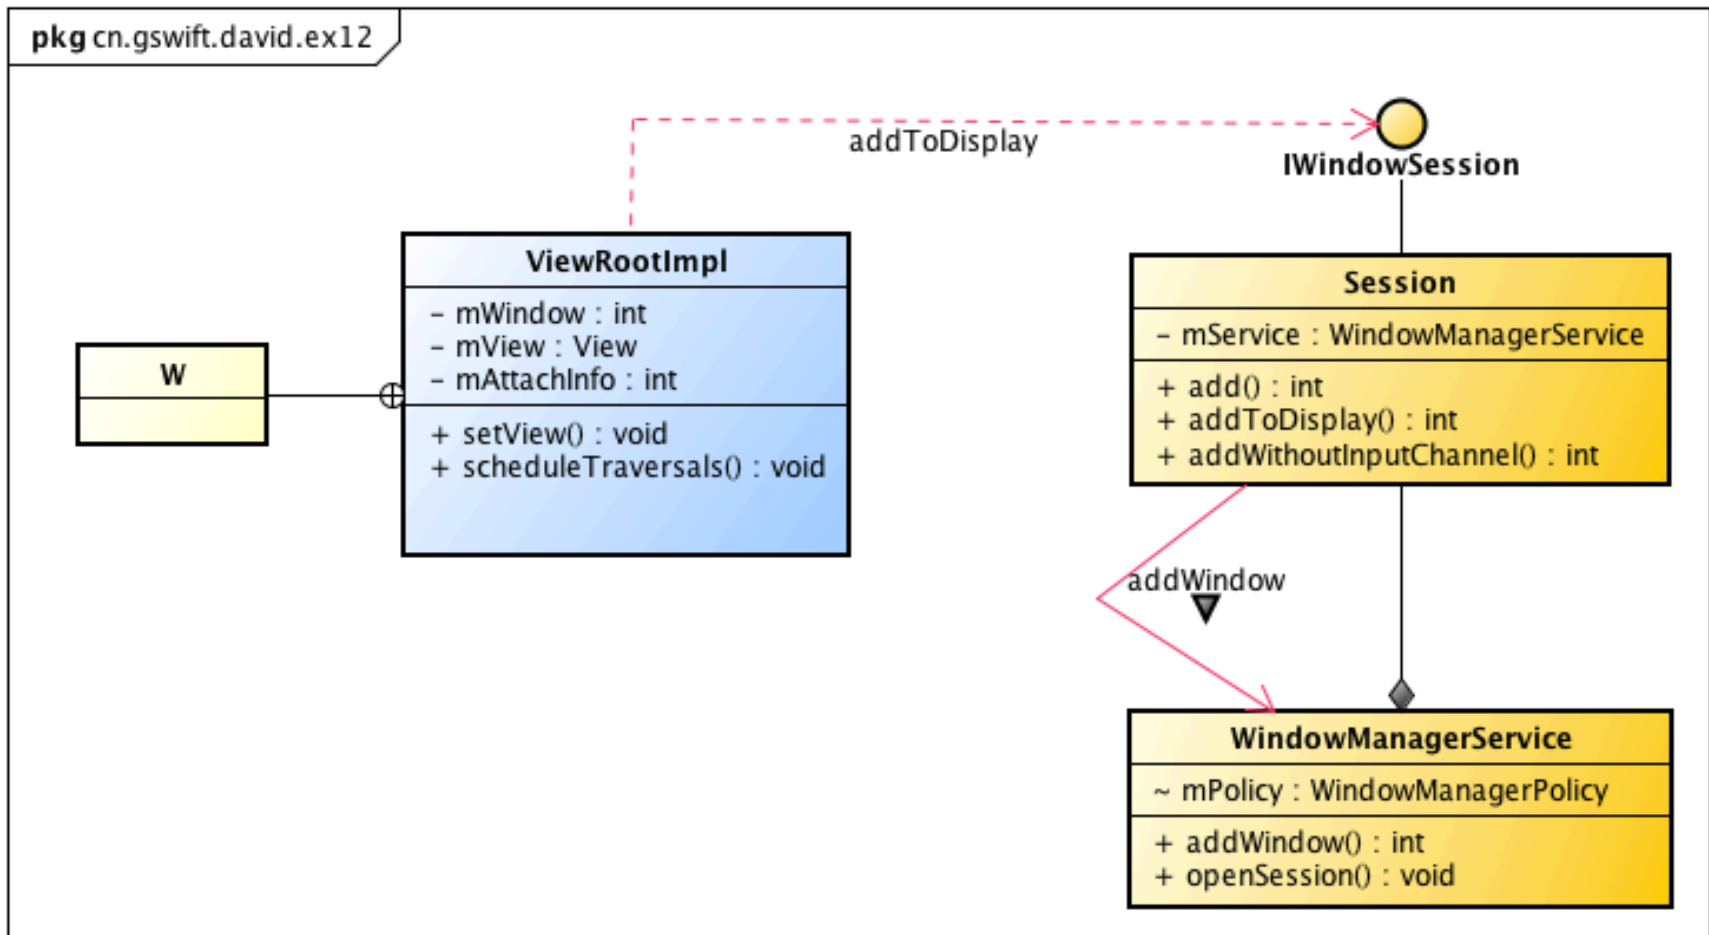 pkg cn.gswift.david.ex12
addToDisplay
IWindowSession
ViewRootImpl
- mWindow : int
- mView : View
- mAttachInfo : int
+ setView() : void
+ scheduleTraversals() : void
W
Session
- mService : WindowManagerService
+ add() : int
+ addToDisplay() : int
+ addWithoutInputChannel() : int
addWindow
WindowManagerService
~ mPolicy : WindowManagerPolicy
+ addWindow() : int
+ openSession() : void